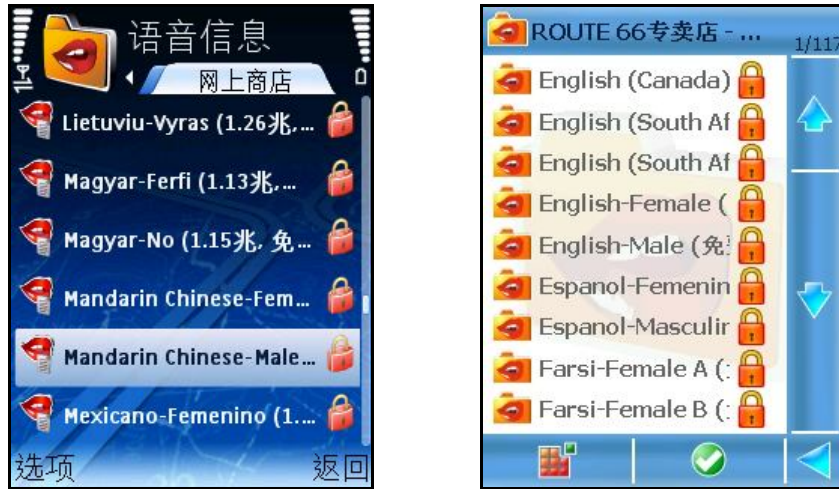 语音信息
网上商店
Lietuviu-Vyras (1.26兆,...
Magyar-Ferfi (1.13兆,...
Magyar-No (1.15兆, 免...
Mandarin Chinese-Fem...
Mandarin Chinese-Male...
Mexicano-Femenino (1....
选项 返回
ROUTE 66专卖店 - ...
1/117
English (Canada)
English (South Af
English (South Af
English-Female (
English-Male (免
Espanol-Femenin
Espanol-Masculin
Farsi-Female A (
Farsi-Female B (